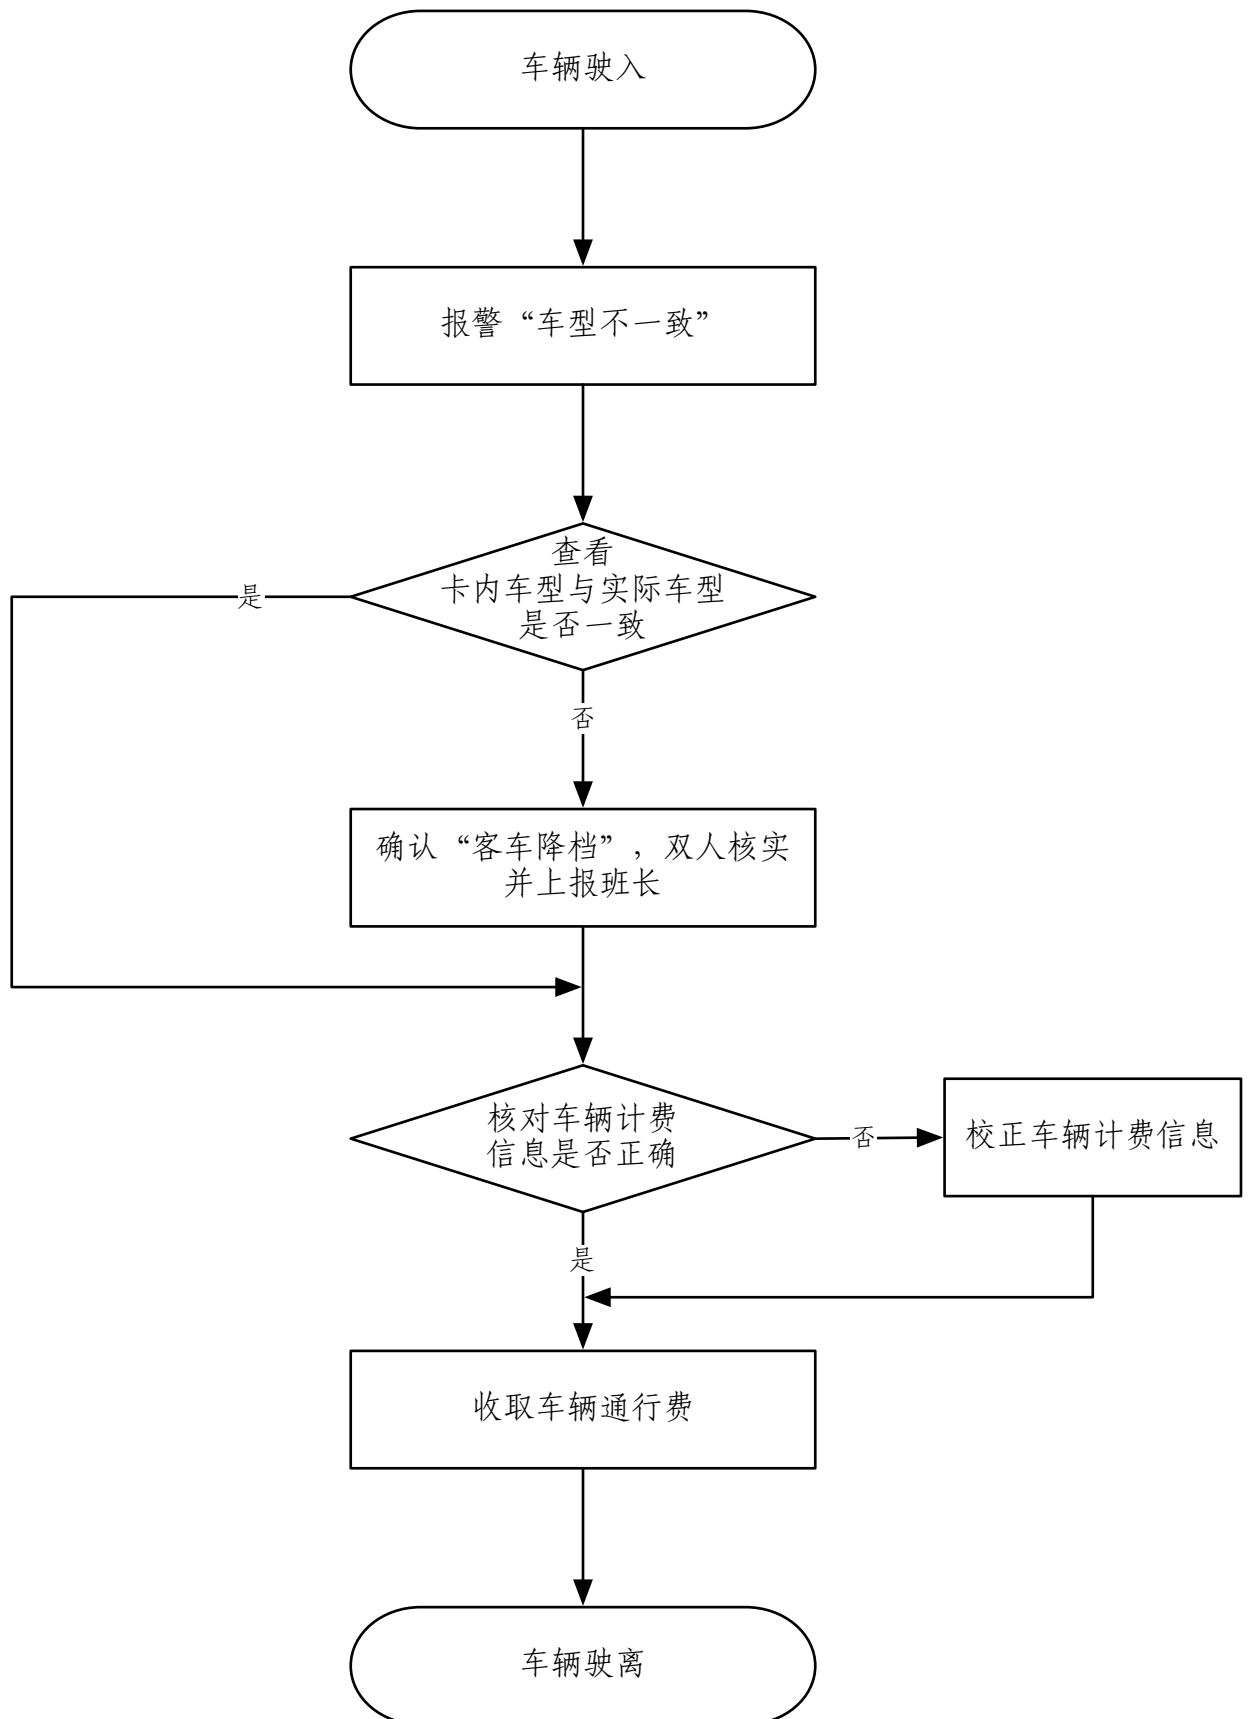 车辆驶入
报警“车型不一致”
查看
卡内车型与实际车型
是否一致
是
否
确认“客车降档”，双人核实
并上报班长
核对车辆计费
信息是否正确
否
校正车辆计费信息
是
收取车辆通行费
车辆驶离